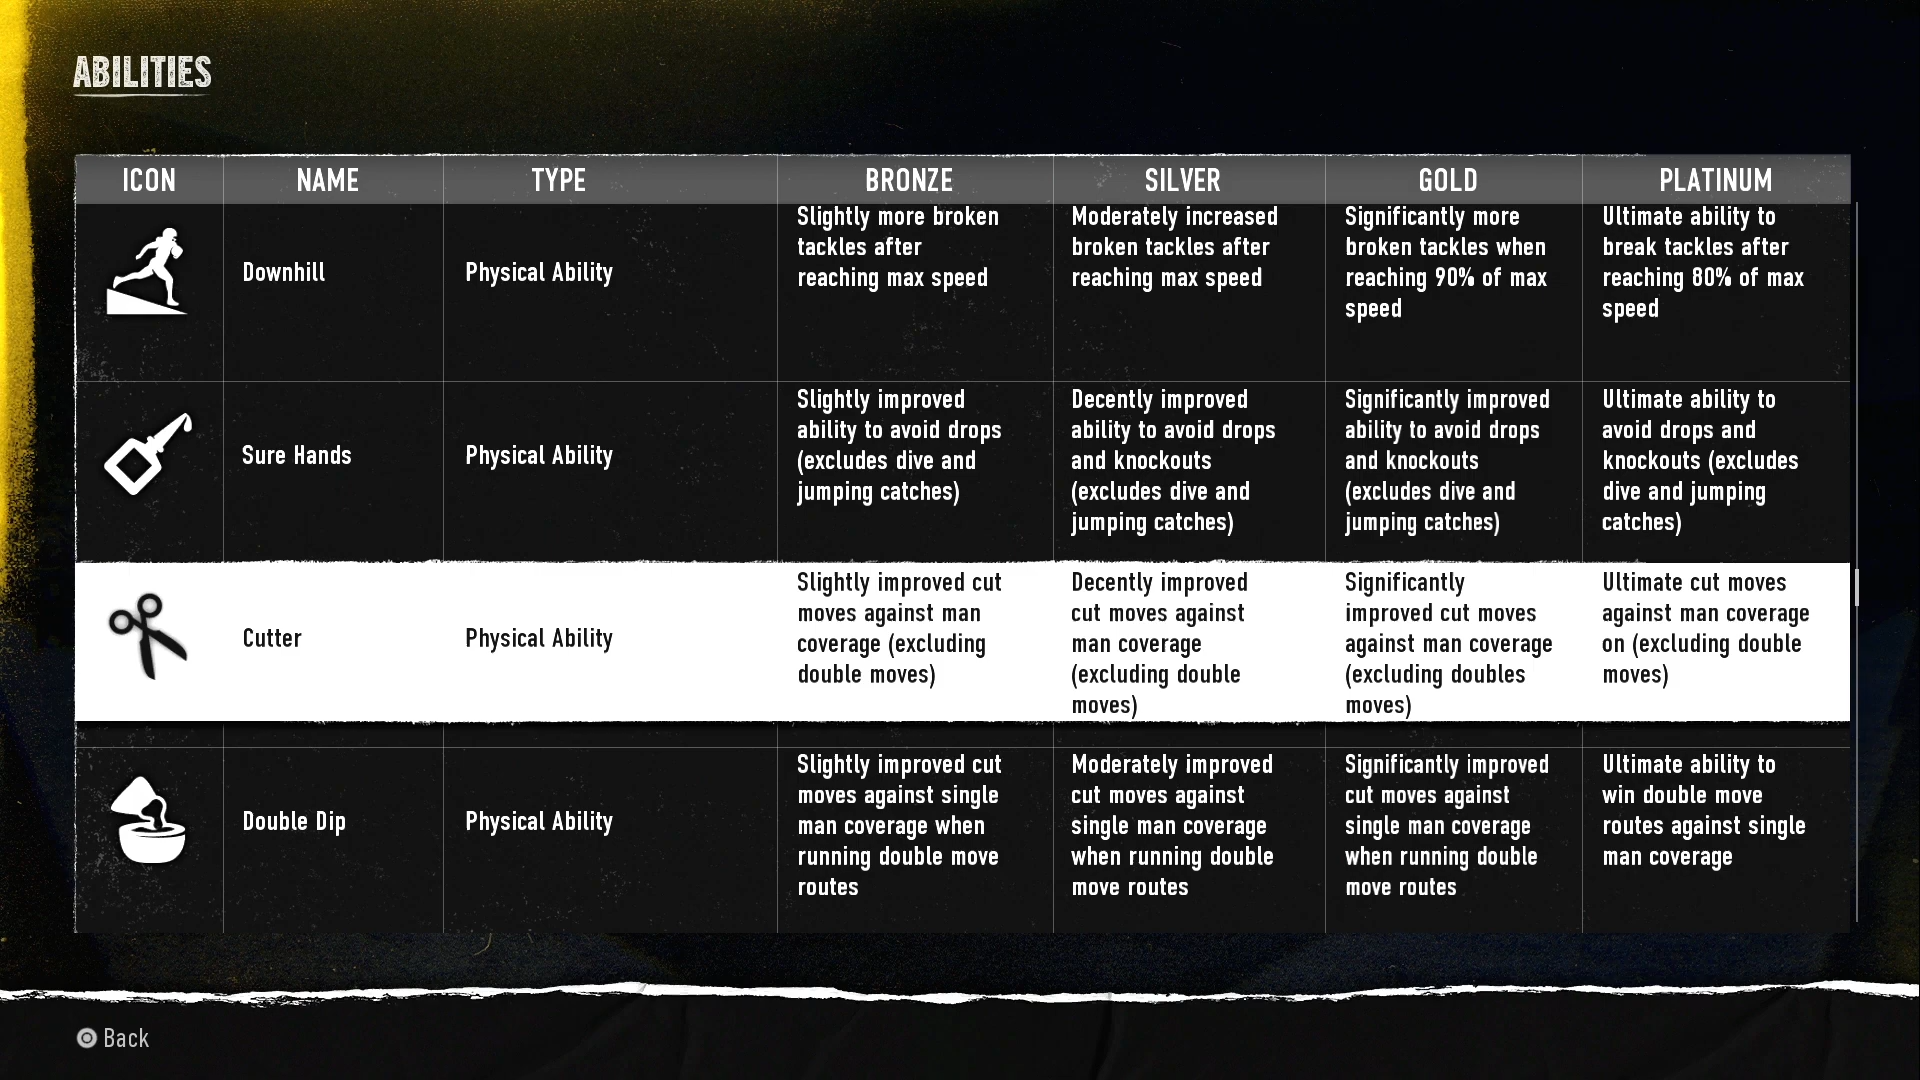 ABILITIES
ICON NAME TYPE BRONZE SILVER GOLD PLATINUM
Downhill
Physical Ability
Slightly more broken
tackles after
reaching max speed
Moderately increased
broken tackles after
reaching max speed
Significantly more
broken tackles when
reaching 90% of max
speed
Ultimate ability to
break tackles after
reaching 80% of max
speed
Sure Hands
Physical Ability
Slightly improved
ability to avoid drops
(excludes dive and
jumping catches)
Decently improved
ability to avoid drops
and knockouts
(excludes dive and
jumping catches)
Significantly improved
ability to avoid drops
and knockouts
(excludes dive and
jumping catches)
Ultimate ability to
avoid drops and
knockouts (excludes
dive and jumping
catches)
Cutter
Physical Ability
Slightly improved cut
moves against man
coverage (excluding
double moves)
Decently improved
cut moves against
man coverage
(excluding double
moves)
Significantly
improved cut moves
against man coverage
(excluding doubles
moves)
Ultimate cut moves
against man coverage
on (excluding double
moves)
Double Dip
Physical Ability
Slightly improved cut
moves against single
man coverage when
running double move
routes
Moderately improved
cut moves against
single man coverage
when running double
move routes
Significantly improved
cut moves against
single man coverage
when running double
move routes
Ultimate ability to
win double move
routes against single
man coverage
Back